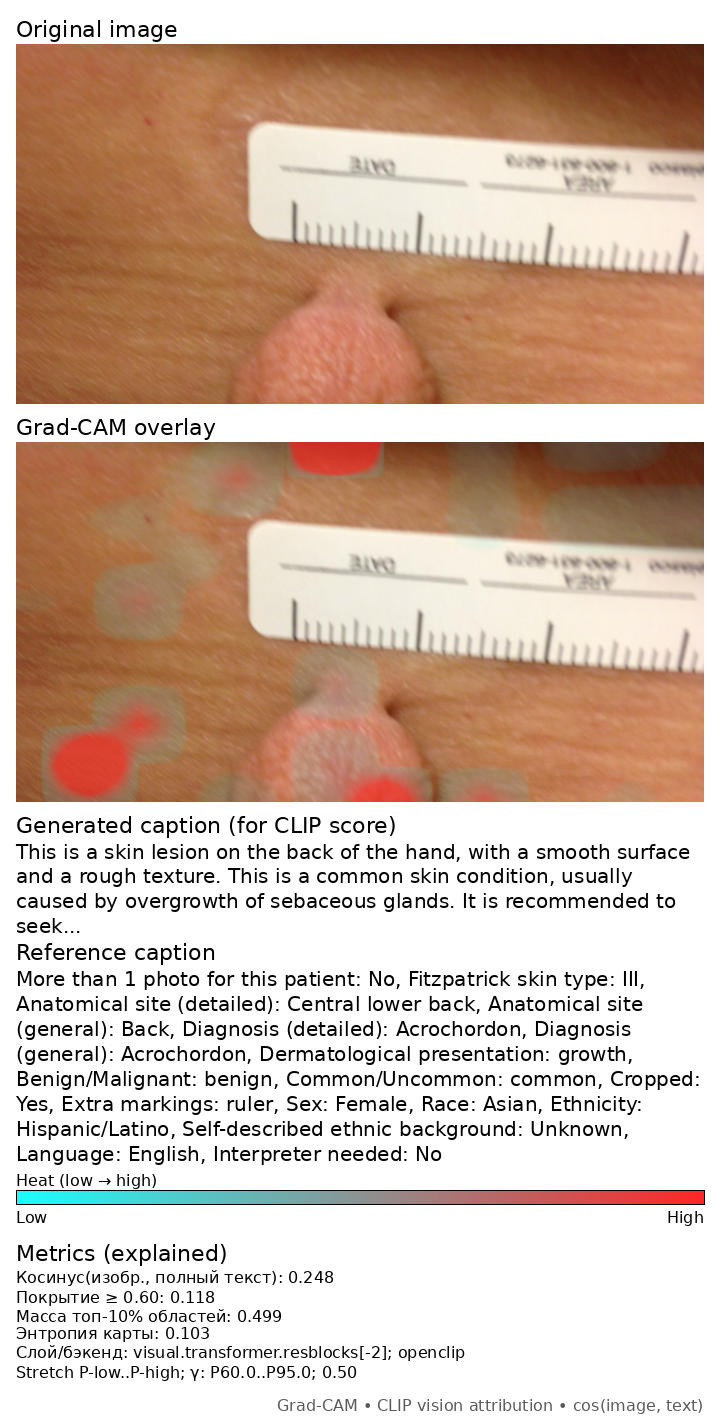 Original image
DATE
AREA
Grad-CAM overlay
DATE
AREA
Generated caption (for CLIP score)
This is a skin lesion on the back of the hand, with a smooth surface
and a rough texture. This is a common skin condition, usually
caused by overgrowth of sebaceous glands. It is recommended to
seek...
Reference caption
More than 1 photo for this patient: No, Fitzpatrick skin type: III,
Anatomical site (detailed): Central lower back, Anatomical site
(general): Back, Diagnosis (detailed): Acrochordon, Diagnosis
(general): Acrochordon, Dermatological presentation: growth,
Benign/Malignant: benign, Common/Uncommon: common, Cropped:
Yes, Extra markings: ruler, Sex: Female, Race: Asian, Ethnicity:
Hispanic/Latino, Self-described ethnic background: Unknown,
Language: English, Interpreter needed: No
Heat (low → high)
Low High
Metrics (explained)
Косинус(изобр., полный текст): 0.248
Покрытие ≥ 0.60: 0.118
Масса топ-10% областей: 0.499
Энтропия карты: 0.103
Слой/бэкенд: visual.transformer.resblocks[-2]; openclip
Stretch P-low..P-high; γ: P60.0..P95.0; 0.50
Grad-CAM • CLIP vision attribution • cos(image, text)